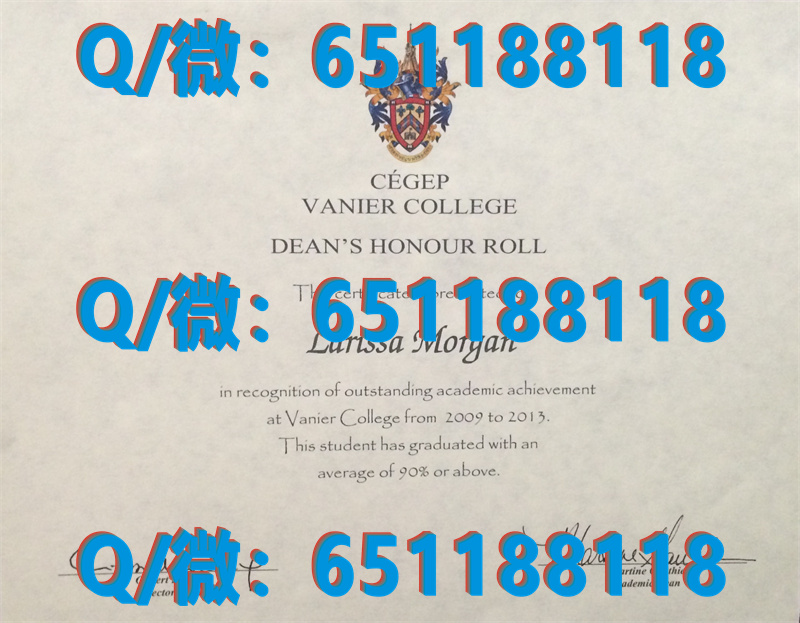 Q/微：651188118
CÉGEP
VANIER COLLEGE
DEAN'S HONOUR ROLL
Q/微：651188118
Larissa Morgan
in recognition of outstanding academic achievement
at Vanier College from 2009 to 2013.
This student has graduated with an
average of 90% or above.
Q/微：651188118